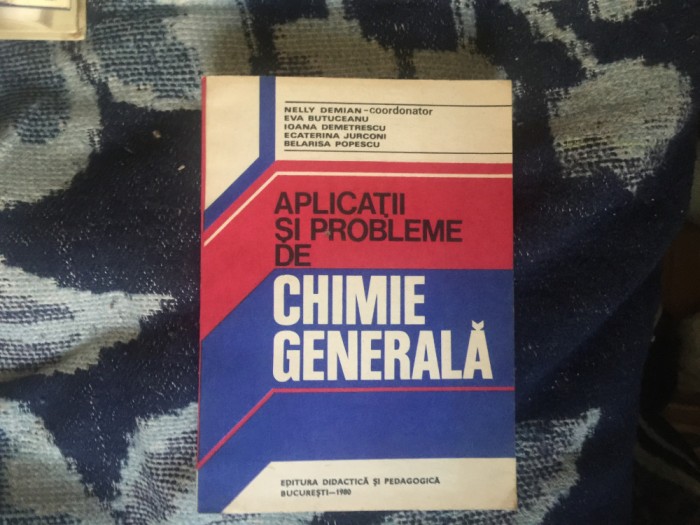 NELLY DEMIAN-coordonator
EVA BUTUCEANU
IOANA DEMETRESCU
ECATERINA JURCONI
BELARISA POPESCU
APLICAȚII
ȘI PROBLEME
DE
CHIMIE
GENERALĂ
EDITURA DIDACTICĂ ȘI PEDAGOGICĂ
BUCUREȘTI-1980